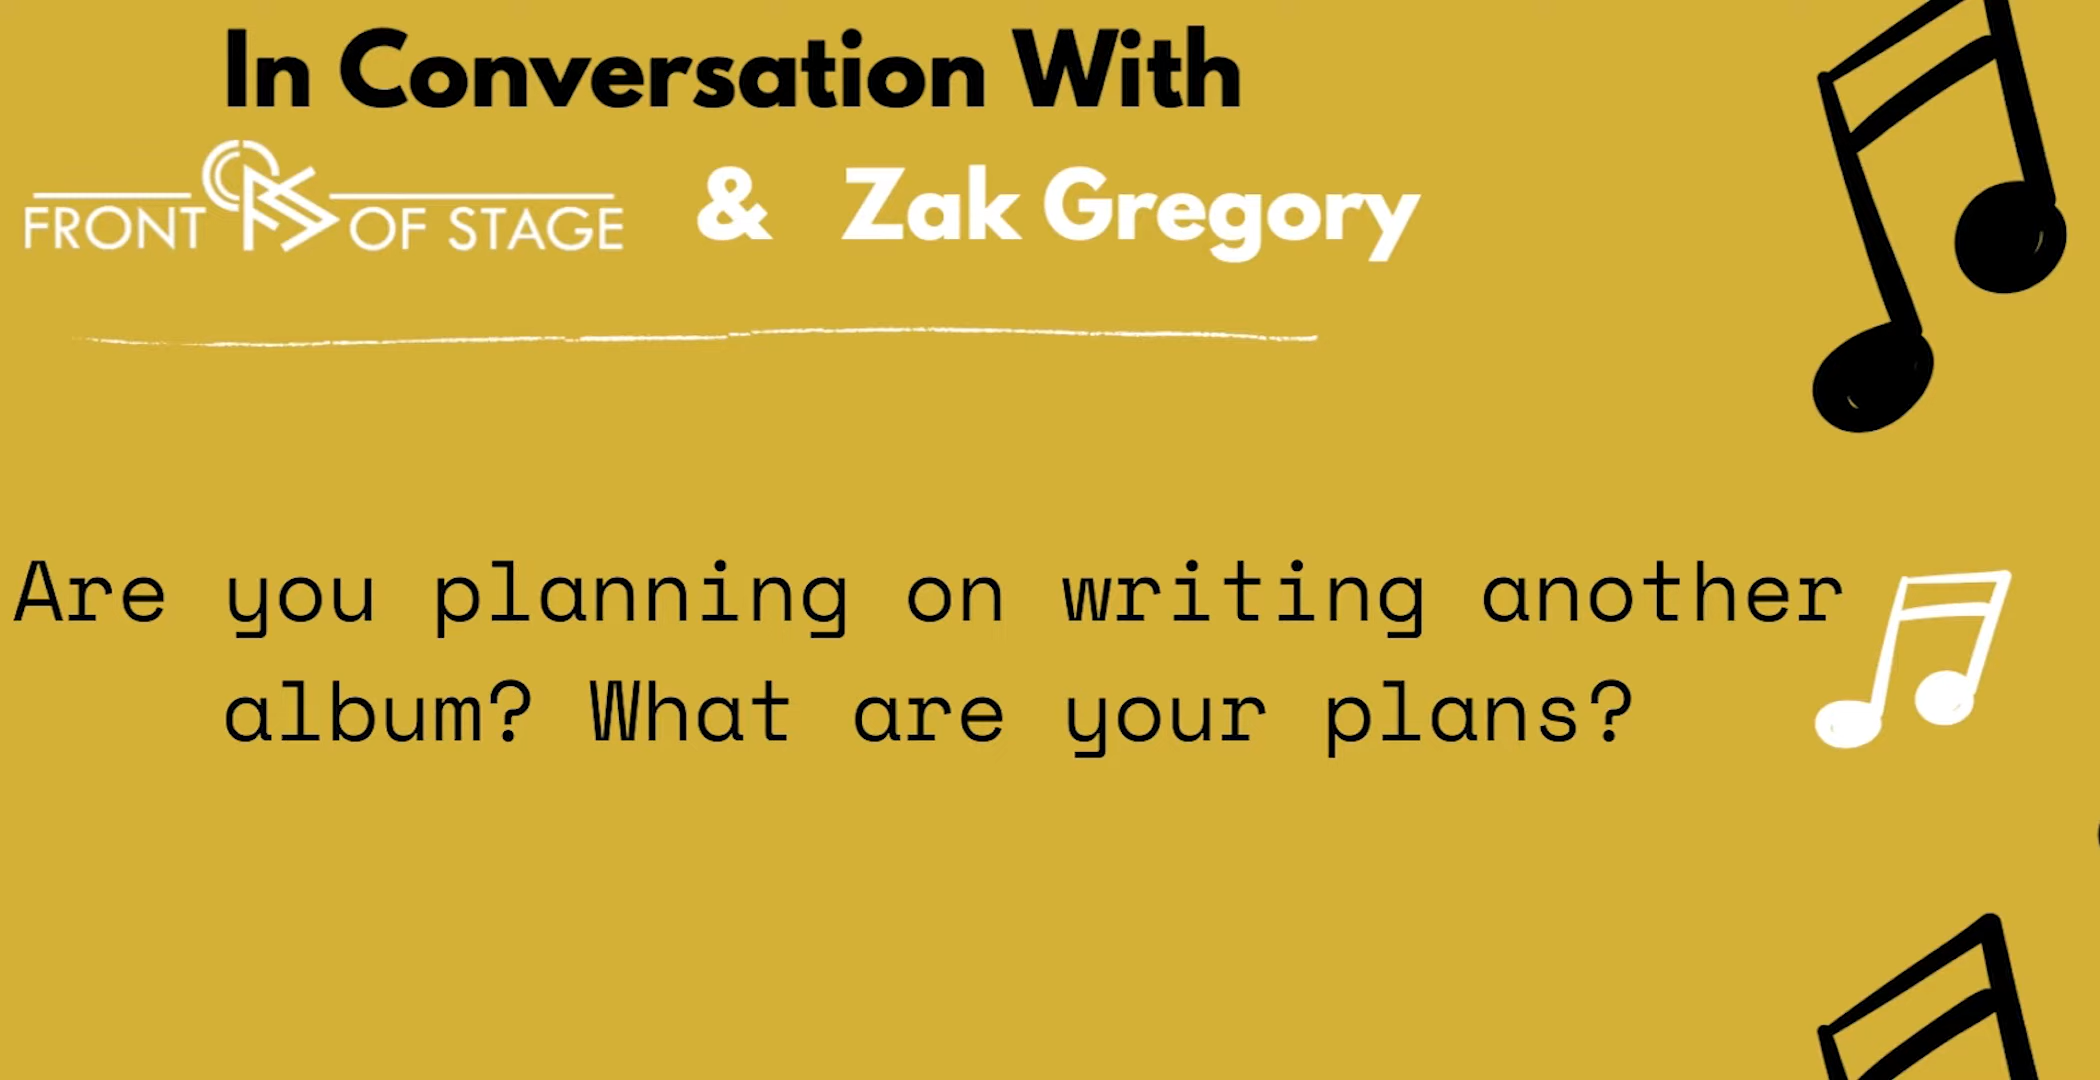 In Conversation With
FRONT OF STAGE & Zak Gregory
Are you planning on writing another
album? What are your plans?